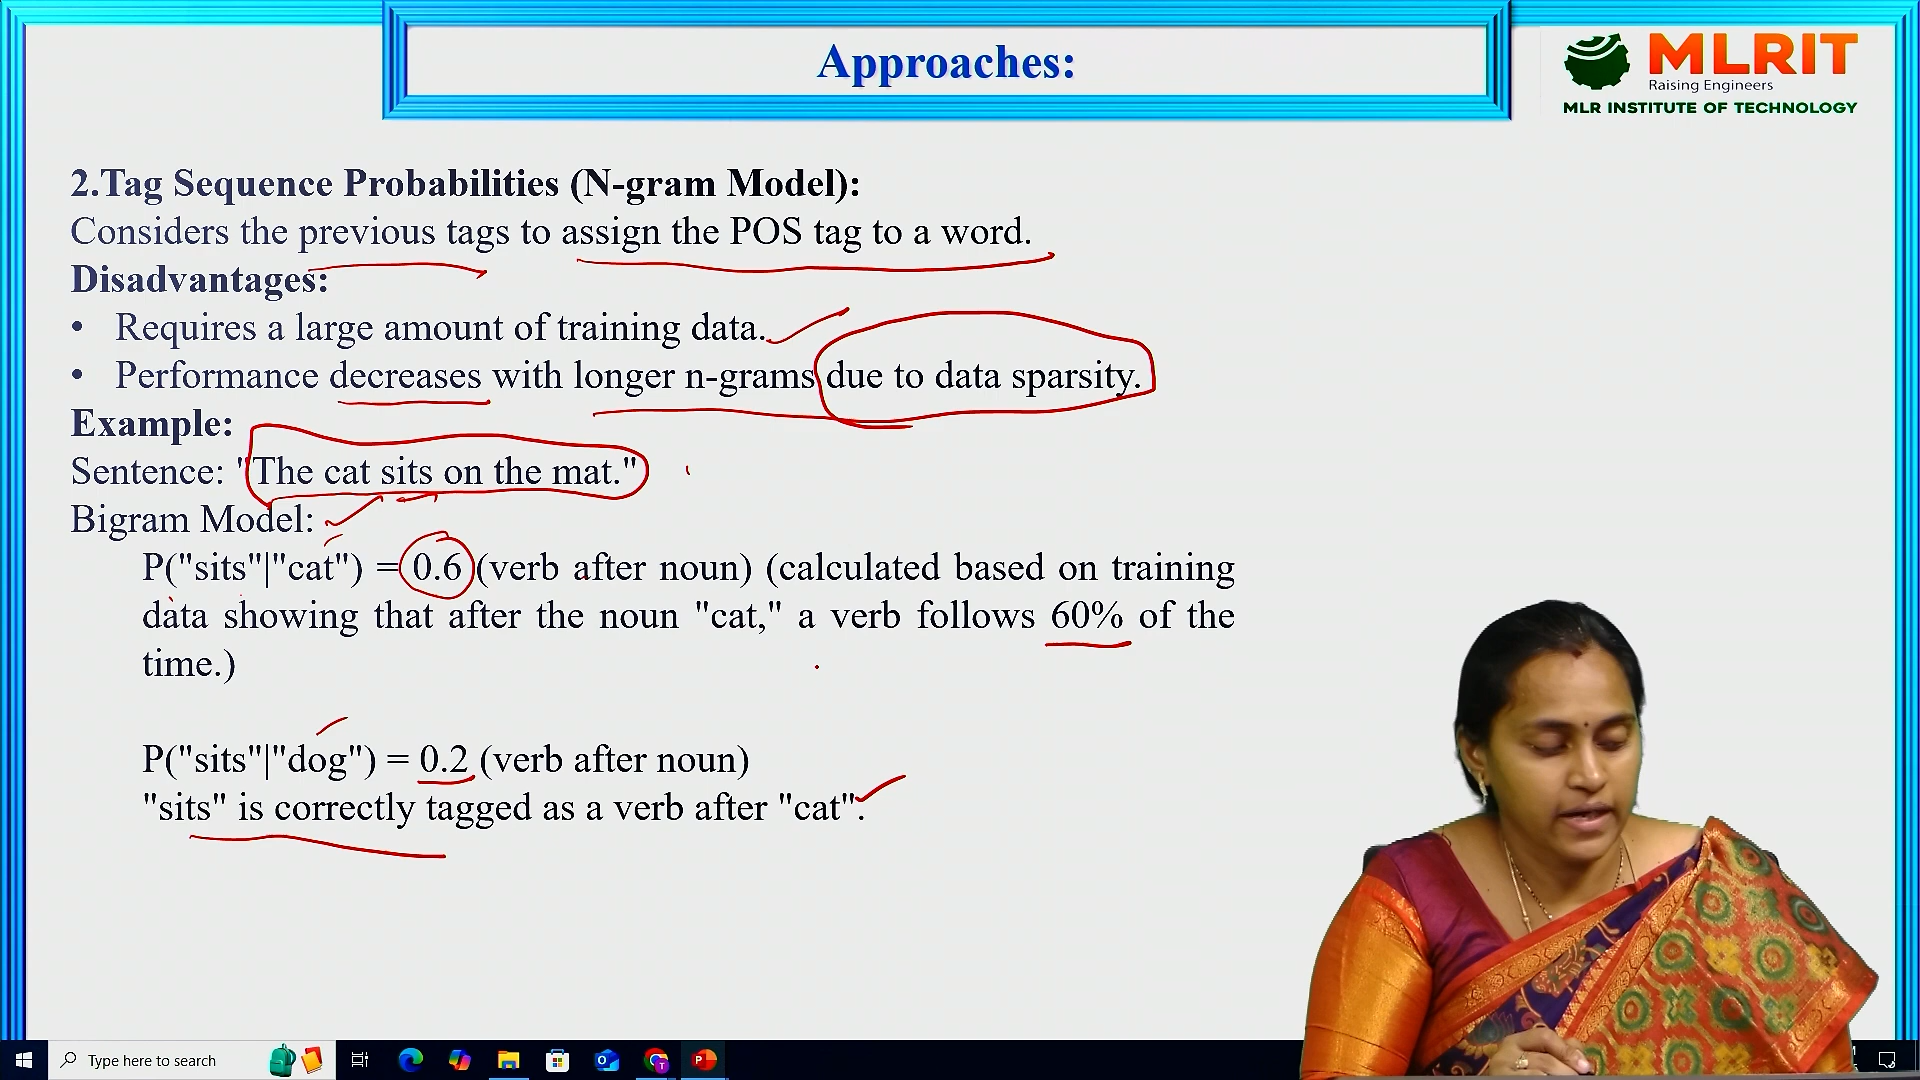 Approaches:
MLRIT
Raising Engineers
MLR INSTITUTE OF TECHNOLOGY
2.Tag Sequence Probabilities (N-gram Model):
Considers the previous tags to assign the POS tag to a word.
Disadvantages:
• Requires a large amount of training data.
• Performance decreases with longer n-grams due to data sparsity.
Example:
Sentence: "The cat sits on the mat."
Bigram Model:
P("sits"|"cat") = 0.6 (verb after noun) (calculated based on training
data showing that after the noun "cat," a verb follows 60% of the
time.)
P("sits"|"dog") = 0.2 (verb after noun)
"sits" is correctly tagged as a verb after "cat".
Type here to search